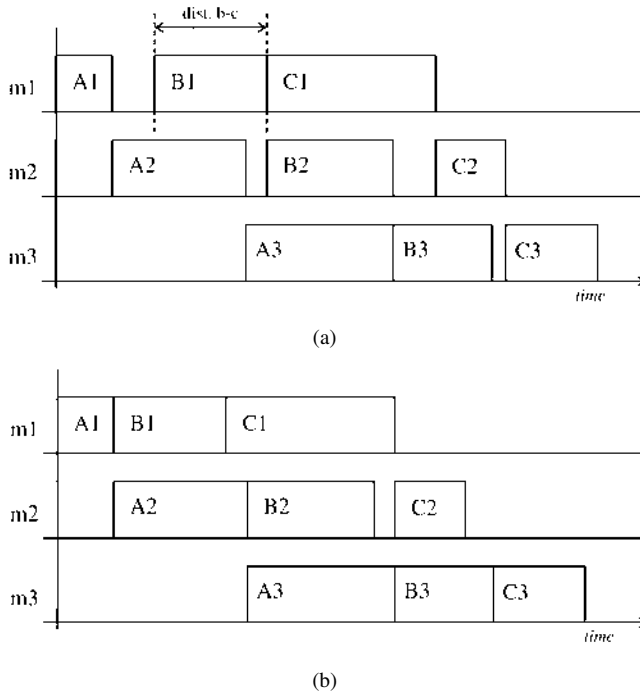 dist. b-c
m1 A1 B1 C1
m2 A2 B2 C2
m3 A3 B3 C3
time
(a)
m1 A1 B1 C1
m2 A2 B2 C2
m3 A3 B3 C3
time
(b)